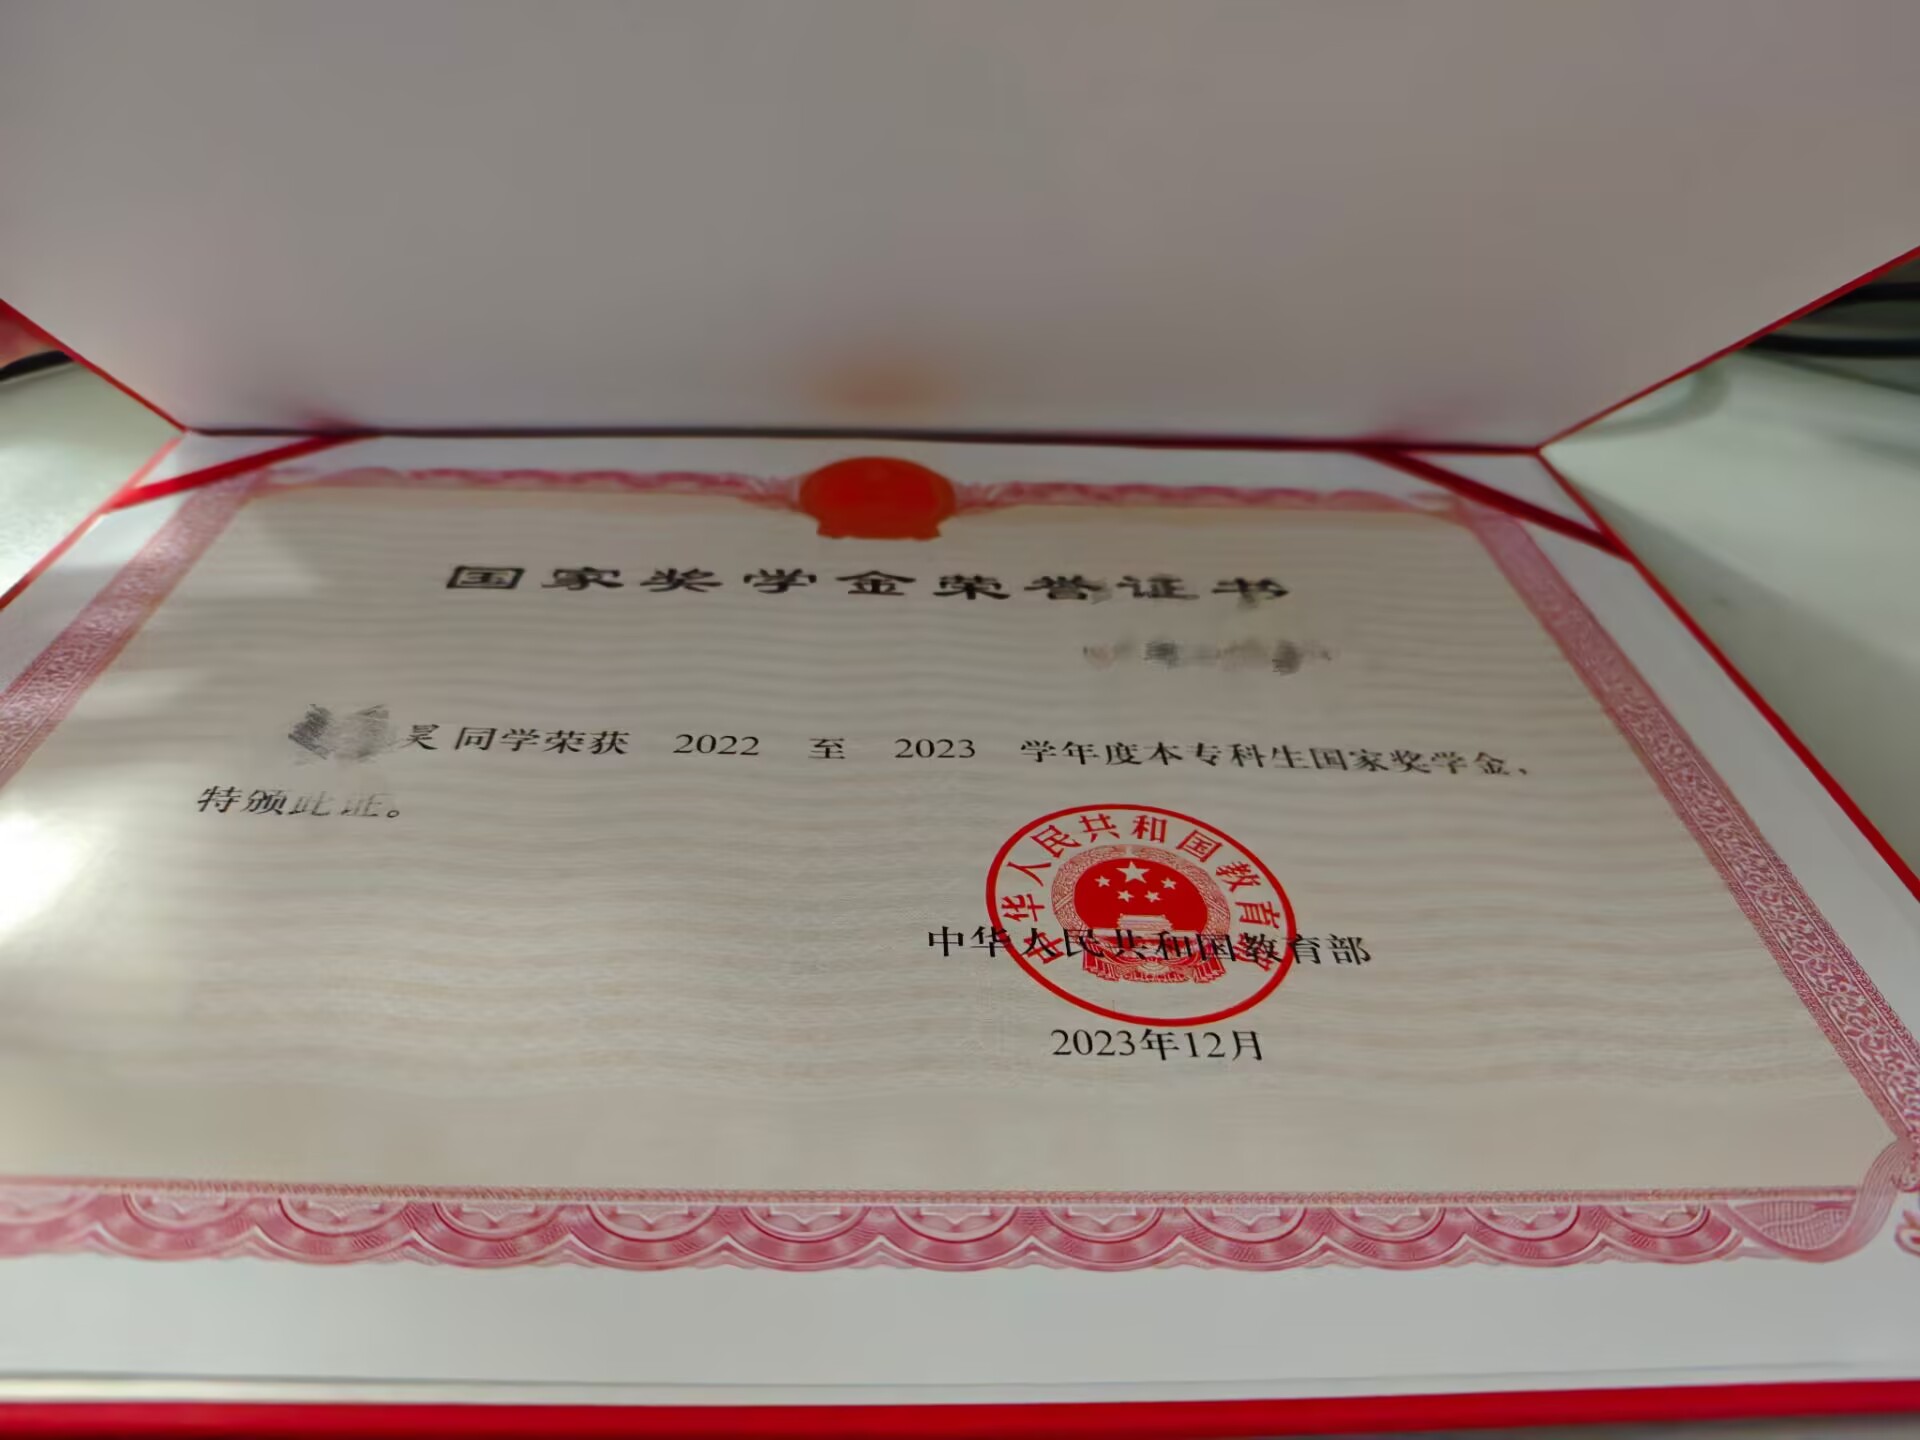 国家奖学金荣誉证书
昊 同学荣获 2022 至 2023 学年度本专科生国家奖学金，
特颁此证。
中华人民共和国教育部
中华人民共和国教育部
2023年12月